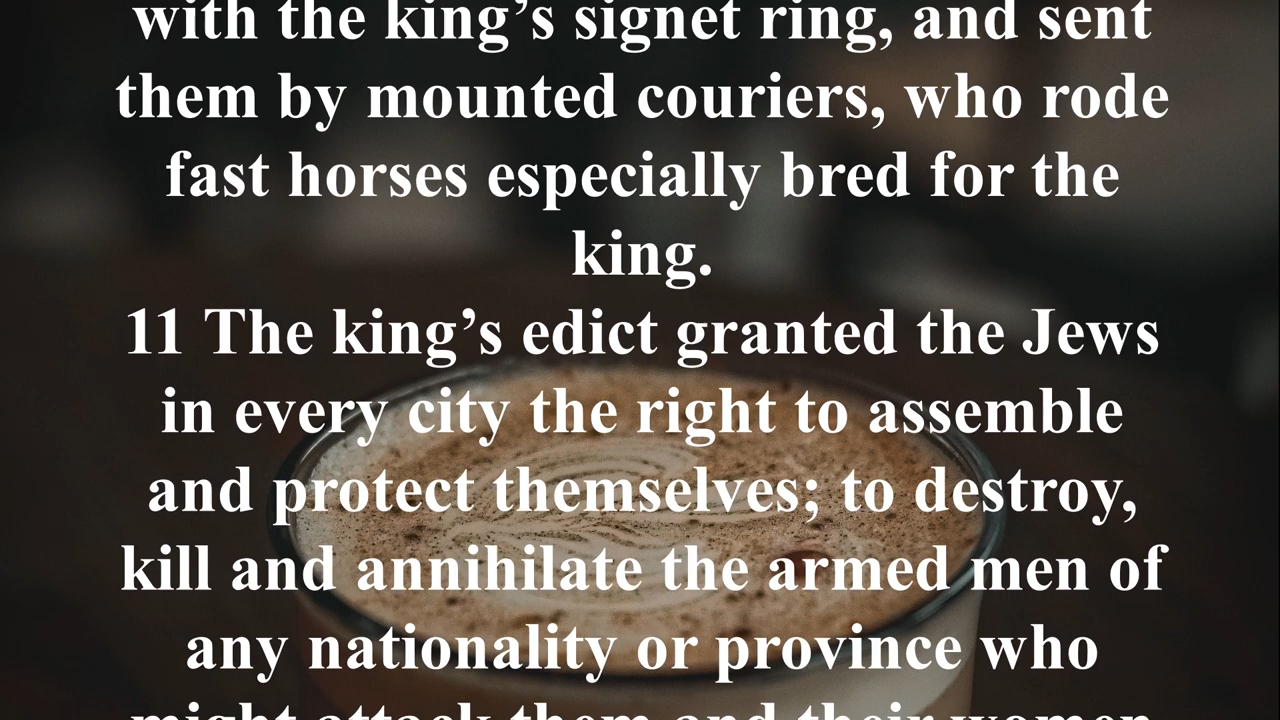 with the king’s signet ring, and sent
them by mounted couriers, who rode
fast horses especially bred for the
king.
11 The king’s edict granted the Jews
in every city the right to assemble
and protect themselves; to destroy,
kill and annihilate the armed men of
any nationality or province who
might attack them and their women